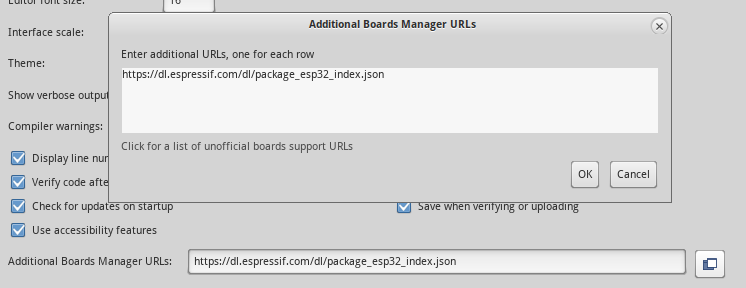 Editor font size:
16
Additional Boards Manager URLs
Interface scale:
Enter additional URLs, one for each row
Theme:
https://dl.espressif.com/dl/package_esp32_index.json
Show verbose output
Compiler warnings:
Click for a list of unofficial boards support URLs
Display line
Verify code
OK
Cancel
Check for updates on startup
Save when verifying or uploading
Use accessibility features
Additional Boards Manager URLs:
https://dl.espressif.com/dl/package_esp32_index.json